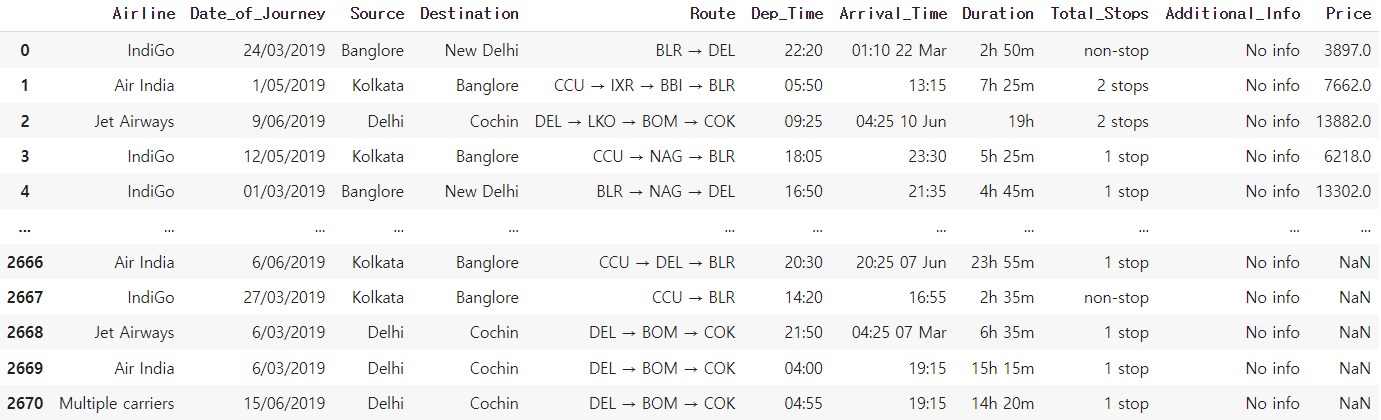 Airline Date_of_Journey Source Destination Route Dep_Time Arrival_Time Duration Total_Stops Additional_Info Price
0 IndiGo 24/03/2019 Banglore New Delhi BLR → DEL 22:20 01:10 22 Mar 2h 50m non-stop No info 3897.0
1 Air India 1/05/2019 Kolkata Banglore CCU → IXR → BBI → BLR 05:50 13:15 7h 25m 2 stops No info 7662.0
2 Jet Airways 9/06/2019 Delhi Cochin DEL → LKO → BOM → COK 09:25 04:25 10 Jun 19h 2 stops No info 13882.0
3 IndiGo 12/05/2019 Kolkata Banglore CCU → NAG → BLR 18:05 23:30 5h 25m 1 stop No info 6218.0
4 IndiGo 01/03/2019 Banglore New Delhi BLR → NAG → DEL 16:50 21:35 4h 45m 1 stop No info 13302.0
... ... ... ... ... ... ... ... ... ... ... ...
2666 Air India 6/06/2019 Kolkata Banglore CCU → DEL → BLR 20:30 20:25 07 Jun 23h 55m 1 stop No info NaN
2667 IndiGo 27/03/2019 Kolkata Banglore CCU → BLR 14:20 16:55 2h 35m non-stop No info NaN
2668 Jet Airways 6/03/2019 Delhi Cochin DEL → BOM → COK 21:50 04:25 07 Mar 6h 35m 1 stop No info NaN
2669 Air India 6/03/2019 Delhi Cochin DEL → BOM → COK 04:00 19:15 15h 15m 1 stop No info NaN
2670 Multiple carriers 15/06/2019 Delhi Cochin DEL → BOM → COK 04:55 19:15 14h 20m 1 stop No info NaN